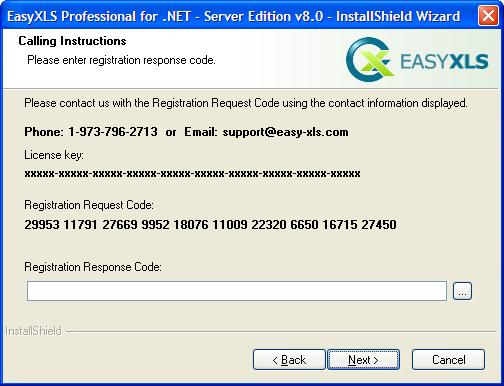 EasyXLS Professional for .NET - Server Edition v8.0 - InstallShield Wizard
Calling Instructions
Please enter registration response code.
EASYXLS
Please contact us with the Registration Request Code using the contact information displayed.
Phone: 1-973-796-2713 or Email: support@easy-xls.com
License key:
xxxxx-xxxxx-xxxxx-xxxxx-xxxxx-xxxxx-xxxxx-xxxxx-xxxxx-xxxxx
Registration Request Code:
29953 11791 27669 9952 18076 11009 22320 6650 16715 27450
Registration Response Code:
...
InstallShield
< Back Next > Cancel